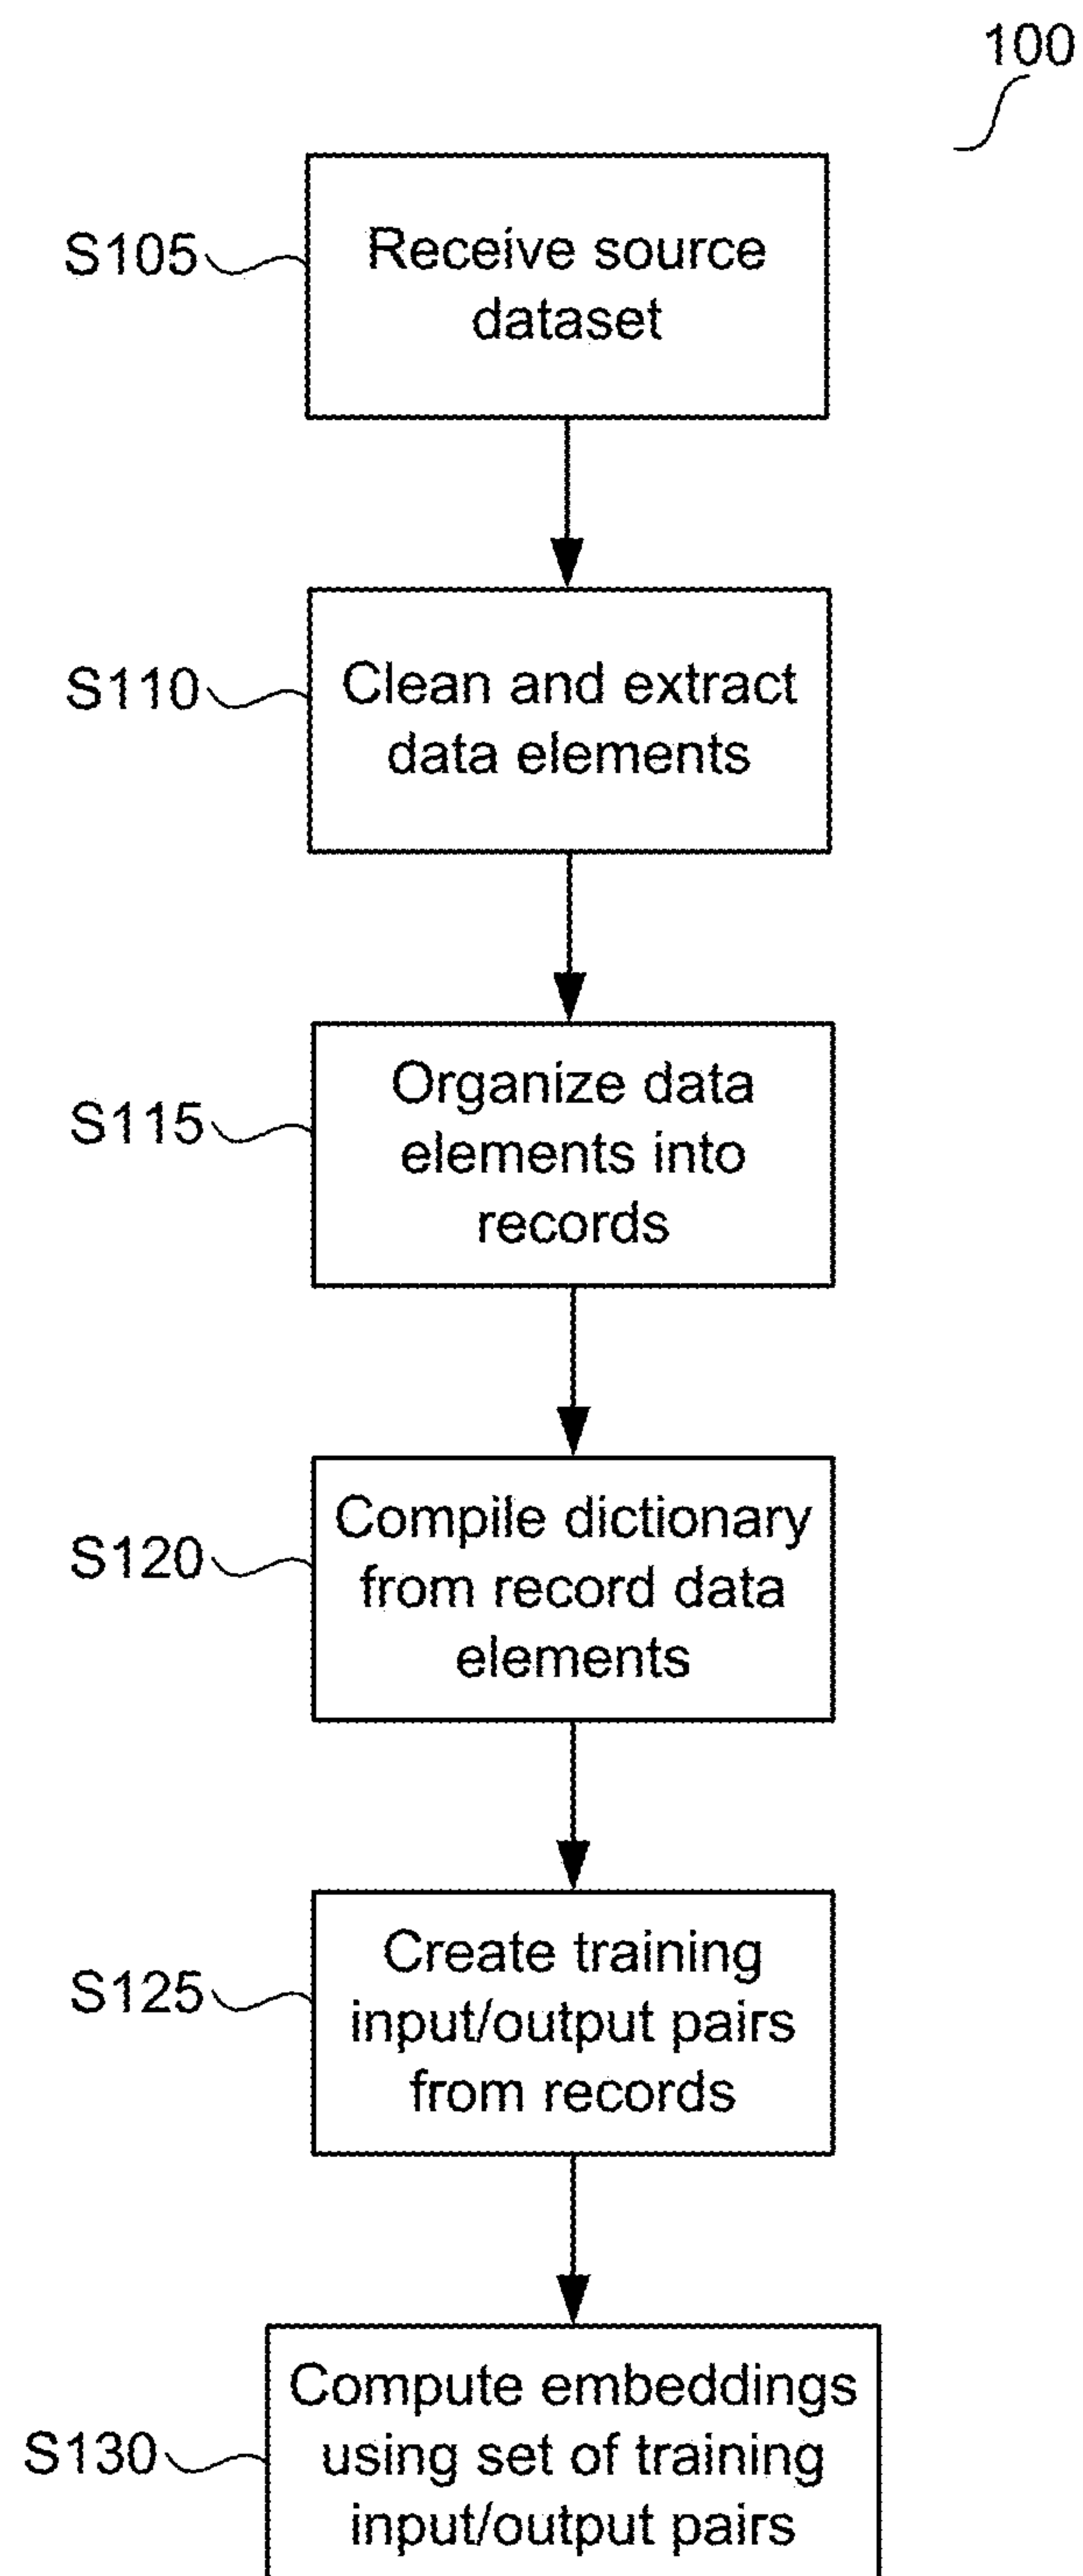 100
S105
Receive source
dataset
S110
Clean and extract
data elements
S115
Organize data
elements into
records
S120
Compile dictionary
from record data
elements
S125
Create training
input/output pairs
from records
S130
Compute embeddings
using set of training
input/output pairs